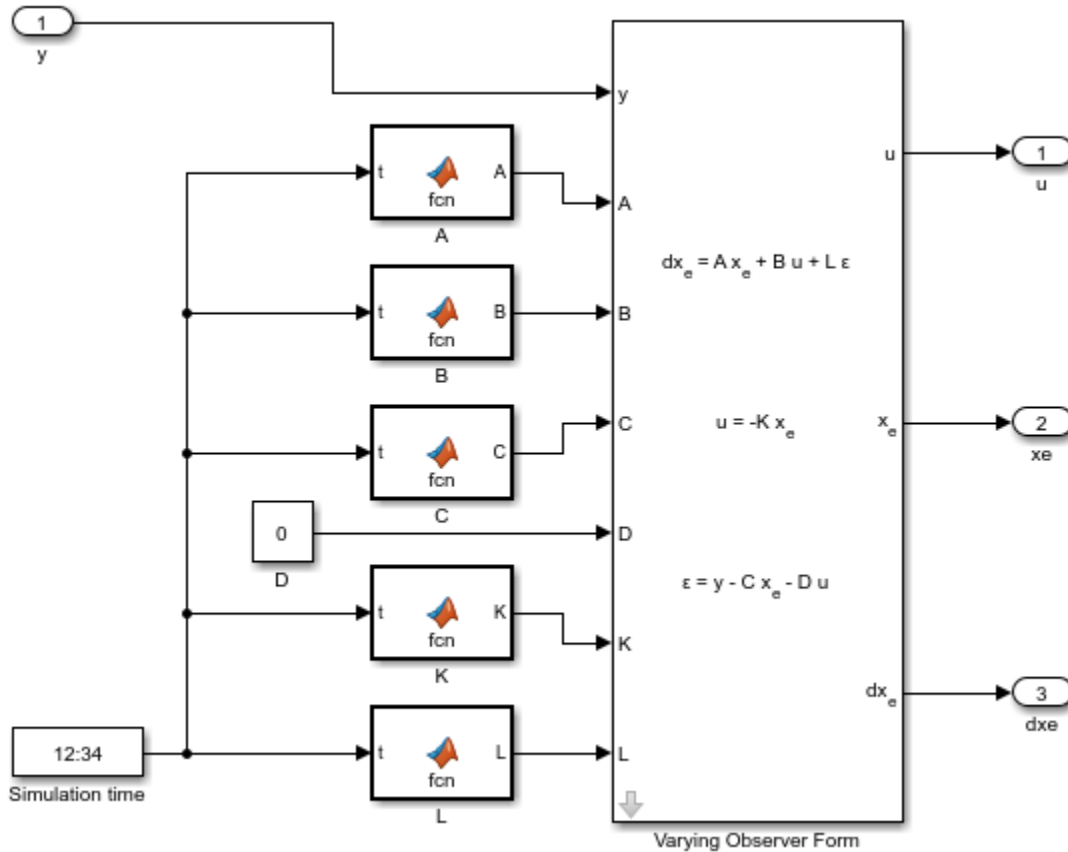 1
y
y
t
A
fcn
A
A
u
1
u
dxₑ = A xₑ + B u + L ε
t
B
fcn
B
B
t
C
fcn
C
C
u = -K xₑ
xₑ
2
xe
0
D
D
ε = y - C xₑ - D u
t
K
fcn
K
K
dxₑ
3
dxe
12:34
Simulation time
t
L
fcn
L
L
Varying Observer Form